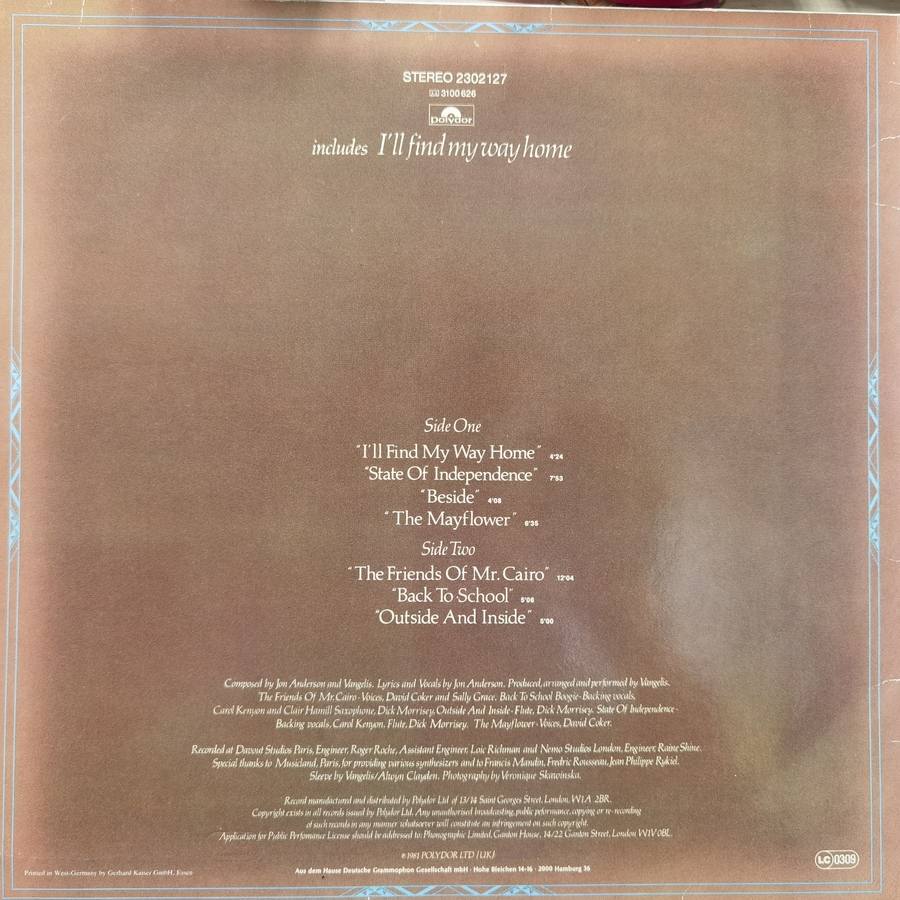 STEREO 2302127
3100 626
polydor
includes I'll find my way home
Side One
"I'll Find My Way Home" 4'24
"State Of Independence" 7'53
"Beside" 4'08
"The Mayflower" 6'35
Side Two
"The Friends Of Mr. Cairo" 12'04
"Back To School" 5'06
"Outside And Inside" 5'00
Composed by Jon Anderson and Vangelis. Lyrics and Vocals by Jon Anderson. Produced, arranged and performed by Vangelis.
The Friends Of Mr. Cairo - Voices, David Coker and Sally Grace. Back To School Boogie - Backing vocals,
Carol Kenyon and Clair Hamill Saxophone, Dick Morrisey. Outside And Inside - Flute, Dick Morrisey. State Of Independence -
Backing vocals, Carol Kenyon. Flute, Dick Morrisey. The Mayflower - Voices, David Coker.
Recorded at Davout Studios Paris, Engineer, Roger Roche, Assistant Engineer, Loic Richman and Nemo Studios London, Engineer, Raine Shine.
Special thanks to Musicland, Paris, for providing various synthesizers and to Francis Mandin, Fredric Rousseau, Jean Philippe Rykiel.
Sleeve by Vangelis/Alwyn Clayden. Photography by Veronique Skawinska.
Record manufactured and distributed by Polydor Ltd of 13/14 Saint Georges Street, London. W1A 2BR.
Copyright exists in all records issued by Polydor Ltd. Any unauthorised broadcasting, public peformance, copying or re-recording
of such records in any manner whatsoever will constitute an infringement on such copyright.
Application for Public Perfomance License should be addressed to: Phonographic Limited, Ganton House, 14/22 Ganton Street, London W1V 0BL.
℗ 1981 POLYDOR LTD [UK]
Aus dem Hause Deutsche Grammophon Gesellschaft mbH · Hohe Bleichen 14-16 · 2000 Hamburg 36
Printed in West-Germany by Gerhard Kaiser GmbH, Essen
LC 0309